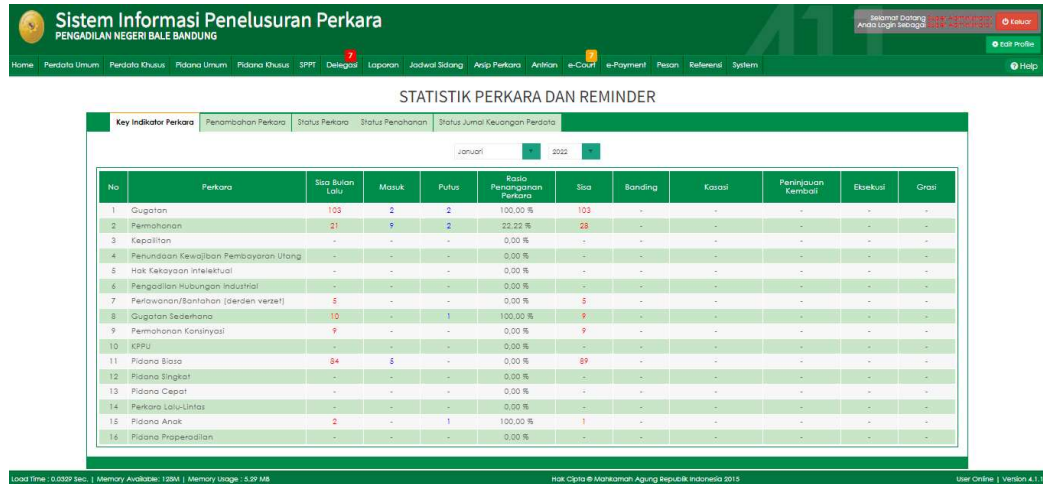 Sistem Informasi Penelusuran Perkara
PENGADILAN NEGERI BALE BANDUNG
411
Selamat Datang
Anda Login Sebagai
Keluar
Edit Profile
Home Perdata Umum Perdata Khusus Pidana Umum Pidana Khusus SPPT Delegasi 7 Laporan Jadwal Sidang Arsip Perkara Antrian e-Court 7 e-Payment Pesan Referensi System Help
STATISTIK PERKARA DAN REMINDER
Key Indikator Perkara Penambahan Perkara Status Perkara Status Penahanan Status Jurnal Keuangan Perdata
Januari 2022
No Perkara Sisa Bulan Lalu Masuk Putus Rasio Penanganan Perkara Sisa Banding Kasasi Peninjauan Kembali Eksekusi Grasi
1 Gugatan 103 2 2 100,00 % 103 - - - - -
2 Permohonan 21 9 2 22,22 % 28 - - - - -
3 Kepailitan - - - 0,00 % - - - - - -
4 Penundaan Kewajiban Pembayaran Utang - - - 0,00 % - - - - - -
5 Hak Kekayaan Intelektual - - - 0,00 % - - - - - -
6 Pengadilan Hubungan Industrial - - - 0,00 % - - - - - -
7 Perlawanan/Bantahan (derden verzet) 5 - - 0,00 % 5 - - - - -
8 Gugatan Sederhana 10 - 1 100,00 % 9 - - - - -
9 Permohonan Konsinyasi 9 - - 0,00 % 9 - - - - -
10 KPPU - - - 0,00 % - - - - - -
11 Pidana Biasa 84 5 - 0,00 % 89 - - - - -
12 Pidana Singkat - - - 0,00 % - - - - - -
13 Pidana Cepat - - - 0,00 % - - - - - -
14 Perkara Lalu-Lintas - - - 0,00 % - - - - - -
15 Pidana Anak 2 - 1 100,00 % 1 - - - - -
16 Pidana Praperadilan - - - 0,00 % - - - - - -
Load Time : 0.0329 Sec. | Memory Available: 128M | Memory Usage : 5.29 MB
Hak Cipta © Mahkamah Agung Republik Indonesia 2015
User Online | Version 4.1.1